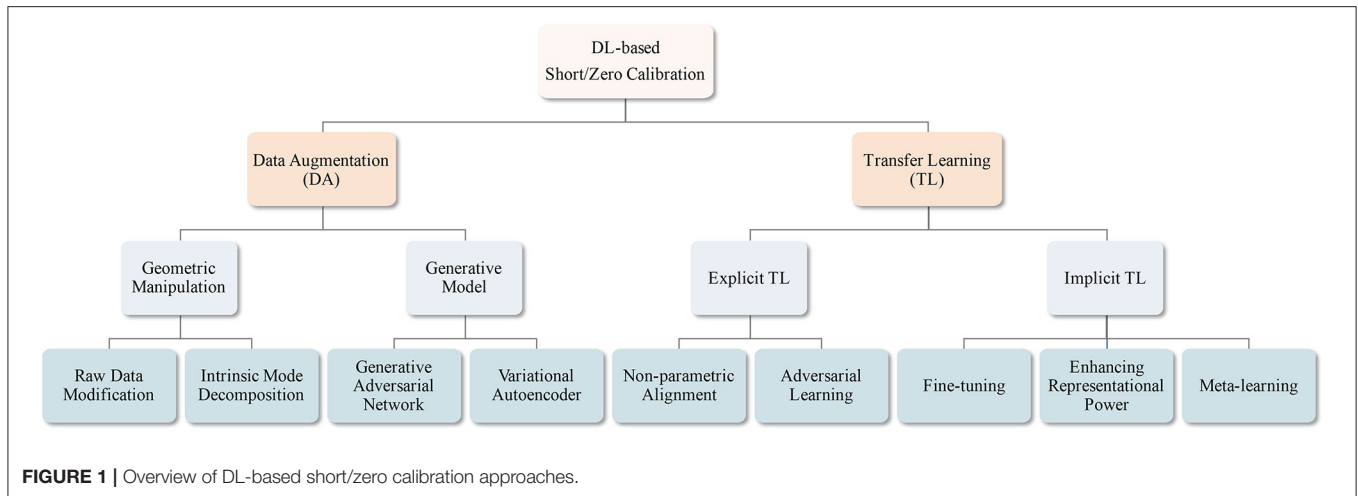 DL-based
Short/Zero Calibration
Data Augmentation
(DA)
Transfer Learning
(TL)
Geometric
Manipulation
Generative
Model
Explicit TL
Implicit TL
Raw Data
Modification
Intrinsic Mode
Decomposition
Generative
Adversarial
Network
Variational
Autoencoder
Non-parametric
Alignment
Adversarial
Learning
Fine-tuning
Enhancing
Representational
Power
Meta-learning
FIGURE 1 | Overview of DL-based short/zero calibration approaches.